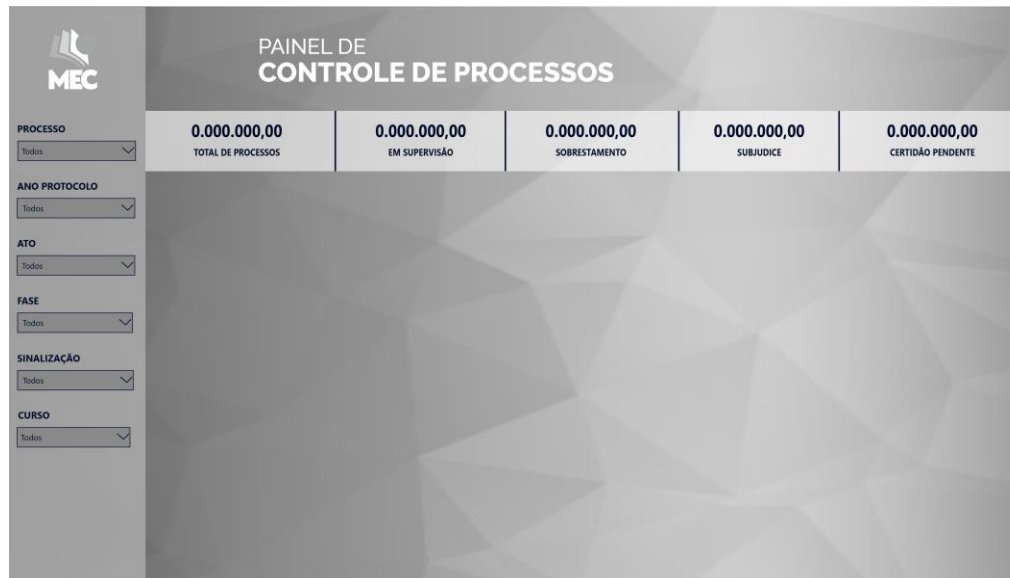 MEC
PAINEL DE
CONTROLE DE PROCESSOS
PROCESSO
Todos
ANO PROTOCOLO
Todos
ATO
Todos
FASE
Todos
SINALIZAÇÃO
Todos
CURSO
Todos
0.000.000,00
TOTAL DE PROCESSOS
0.000.000,00
EM SUPERVISÃO
0.000.000,00
SOBRESTAMENTO
0.000.000,00
SUBJUDICE
0.000.000,00
CERTIDÃO PENDENTE